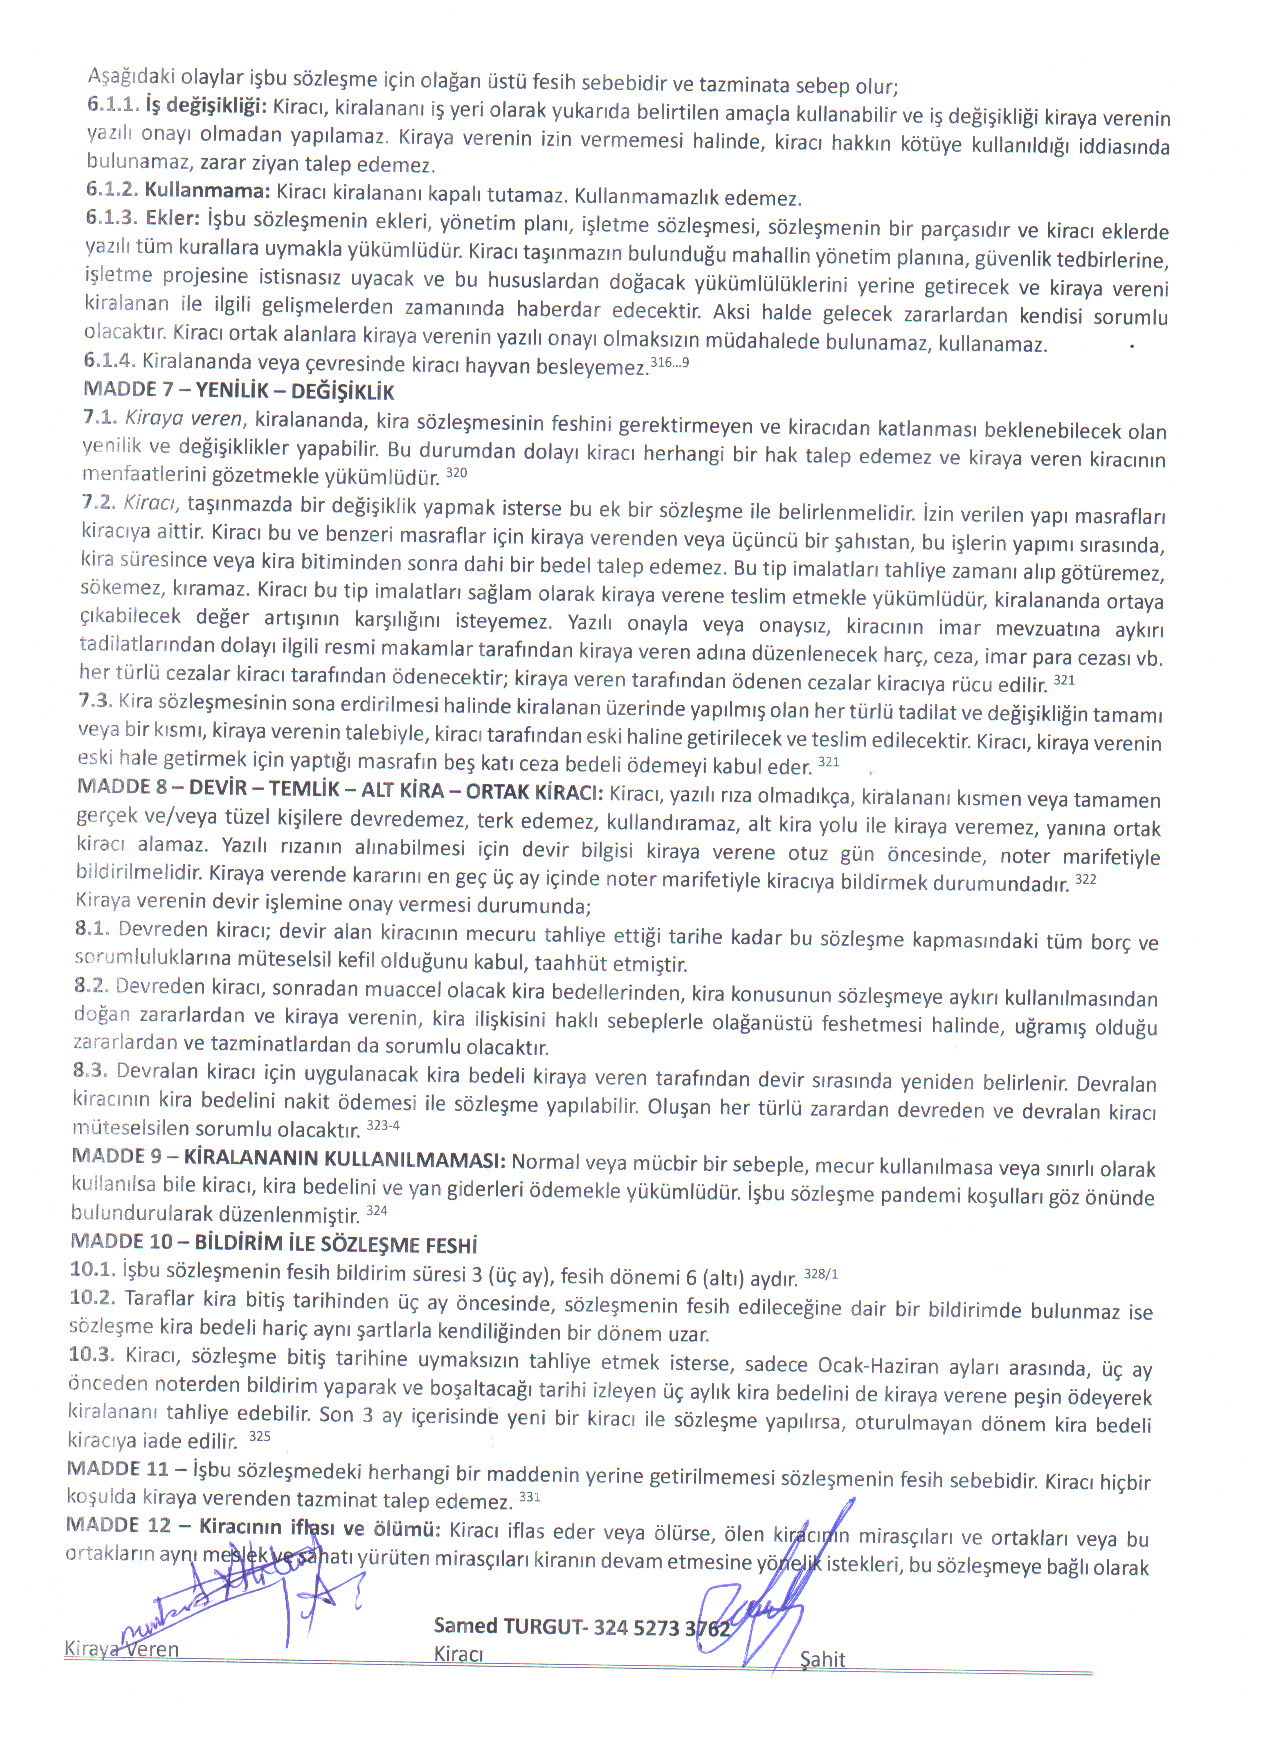 Aşağıdaki olaylar işbu sözleşme için olağan üstü fesih sebebidir ve tazminata sebep olur;
6.1.1. İş değişikliği: Kiracı, kiralananı iş yeri olarak yukarıda belirtilen amaçla kullanabilir ve iş değişikliği kiraya verenin
yazılı onayı olmadan yapılamaz. Kiraya verenin izin vermemesi halinde, kiracı hakkın kötüye kullanıldığı iddiasında
bulunamaz, zarar ziyan talep edemez.
6.1.2. Kullanmama: Kiracı kiralananı kapalı tutamaz. Kullanmamazlık edemez.
6.1.3. Ekler: İşbu sözleşmenin ekleri, yönetim planı, işletme sözleşmesi, sözleşmenin bir parçasıdır ve kiracı eklerde
yazılı tüm kurallara uymakla yükümlüdür. Kiracı taşınmazın bulunduğu mahallin yönetim planına, güvenlik tedbirlerine,
işletme projesine istisnasız uyacak ve bu hususlardan doğacak yükümlülüklerini yerine getirecek ve kiraya vereni
kiralanan ile ilgili gelişmelerden zamanında haberdar edecektir. Aksi halde gelecek zararlardan kendisi sorumlu
olacaktır. Kiracı ortak alanlara kiraya verenin yazılı onayı olmaksızın müdahalede bulunamaz, kullanamaz.
6.1.4. Kiralananda veya çevresinde kiracı hayvan besleyemez.316...9
MADDE 7 – YENİLİK – DEĞİŞİKLİK
7.1. Kiraya veren, kiralananda, kira sözleşmesinin feshini gerektirmeyen ve kiracıdan katlanması beklenebilecek olan
yenilik ve değişiklikler yapabilir. Bu durumdan dolayı kiracı herhangi bir hak talep edemez ve kiraya veren kiracının
menfaatlerini gözetmekle yükümlüdür. 320
7.2. Kiracı, taşınmazda bir değişiklik yapmak isterse bu ek bir sözleşme ile belirlenmelidir. İzin verilen yapı masrafları
kiracıya aittir. Kiracı bu ve benzeri masraflar için kiraya verenden veya üçüncü bir şahıstan, bu işlerin yapımı sırasında,
kira süresince veya kira bitiminden sonra dahi bir bedel talep edemez. Bu tip imalatları tahliye zamanı alıp götüremez,
sökemez, kıramaz. Kiracı bu tip imalatları sağlam olarak kiraya verene teslim etmekle yükümlüdür, kiralananda ortaya
çıkabilecek değer artışının karşılığını isteyemez. Yazılı onayla veya onaysız, kiracının imar mevzuatına aykırı
tadilatlarından dolayı ilgili resmi makamlar tarafından kiraya veren adına düzenlenecek harç, ceza, imar para cezası vb.
her türlü cezalar kiracı tarafından ödenecektir; kiraya veren tarafından ödenen cezalar kiracıya rücu edilir. 321
7.3. Kira sözleşmesinin sona erdirilmesi halinde kiralanan üzerinde yapılmış olan her türlü tadilat ve değişikliğin tamamı
veya bir kısmı, kiraya verenin talebiyle, kiracı tarafından eski haline getirilecek ve teslim edilecektir. Kiracı, kiraya verenin
eski hale getirmek için yaptığı masrafın beş katı ceza bedeli ödemeyi kabul eder. 321
MADDE 8 – DEVİR – TEMLİK – ALT KİRA – ORTAK KİRACI: Kiracı, yazılı rıza olmadıkça, kiralananı kısmen veya tamamen
gerçek ve/veya tüzel kişilere devredemez, terk edemez, kullandıramaz, alt kira yolu ile kiraya veremez, yanına ortak
kiracı alamaz. Yazılı rızanın alınabilmesi için devir bilgisi kiraya verene otuz gün öncesinde, noter marifetiyle
bildirilmelidir. Kiraya verende kararını en geç üç ay içinde noter marifetiyle kiracıya bildirmek durumundadır. 322
Kiraya verenin devir işlemine onay vermesi durumunda;
8.1. Devreden kiracı; devir alan kiracının mecuru tahliye ettiği tarihe kadar bu sözleşme kapmasındaki tüm borç ve
sorumluluklarına müteselsil kefil olduğunu kabul, taahhüt etmiştir.
8.2. Devreden kiracı, sonradan muaccel olacak kira bedellerinden, kira konusunun sözleşmeye aykırı kullanılmasından
doğan zararlardan ve kiraya verenin, kira ilişkisini haklı sebeplerle olağanüstü feshetmesi halinde, uğramış olduğu
zararlardan ve tazminatlardan da sorumlu olacaktır.
8.3. Devralan kiracı için uygulanacak kira bedeli kiraya veren tarafından devir sırasında yeniden belirlenir. Devralan
kiracının kira bedelini nakit ödemesi ile sözleşme yapılabilir. Oluşan her türlü zarardan devreden ve devralan kiracı
müteselsilen sorumlu olacaktır. 323-4
MADDE 9 – KİRALANANIN KULLANILMAMASI: Normal veya mücbir bir sebeple, mecur kullanılmasa veya sınırlı olarak
kullanılsa bile kiracı, kira bedelini ve yan giderleri ödemekle yükümlüdür. İşbu sözleşme pandemi koşulları göz önünde
bulundurularak düzenlenmiştir. 324
MADDE 10 – BİLDİRİM İLE SÖZLEŞME FESHİ
10.1. İşbu sözleşmenin fesih bildirim süresi 3 (üç ay), fesih dönemi 6 (altı) aydır. 328/1
10.2. Taraflar kira bitiş tarihinden üç ay öncesinde, sözleşmenin fesih edileceğine dair bir bildirimde bulunmaz ise
sözleşme kira bedeli hariç aynı şartlarla kendiliğinden bir dönem uzar.
10.3. Kiracı, sözleşme bitiş tarihine uymaksızın tahliye etmek isterse, sadece Ocak-Haziran ayları arasında, üç ay
önceden noterden bildirim yaparak ve boşaltacağı tarihi izleyen üç aylık kira bedelini de kiraya verene peşin ödeyerek
kiralananı tahliye edebilir. Son 3 ay içerisinde yeni bir kiracı ile sözleşme yapılırsa, oturulmayan dönem kira bedeli
kiracıya iade edilir. 325
MADDE 11 – İşbu sözleşmedeki herhangi bir maddenin yerine getirilmemesi sözleşmenin fesih sebebidir. Kiracı hiçbir
koşulda kiraya verenden tazminat talep edemez. 331
MADDE 12 – Kiracının iflası ve ölümü: Kiracı iflas eder veya ölürse, ölen kiracının mirasçıları ve ortakları veya bu
ortakların aynı meslek ve sanatı yürüten mirasçıları kiranın devam etmesine yönelik istekleri, bu sözleşmeye bağlı olarak
Samed TURGUT- 324 5273 3762
Kiraya Veren Kiracı Şahit